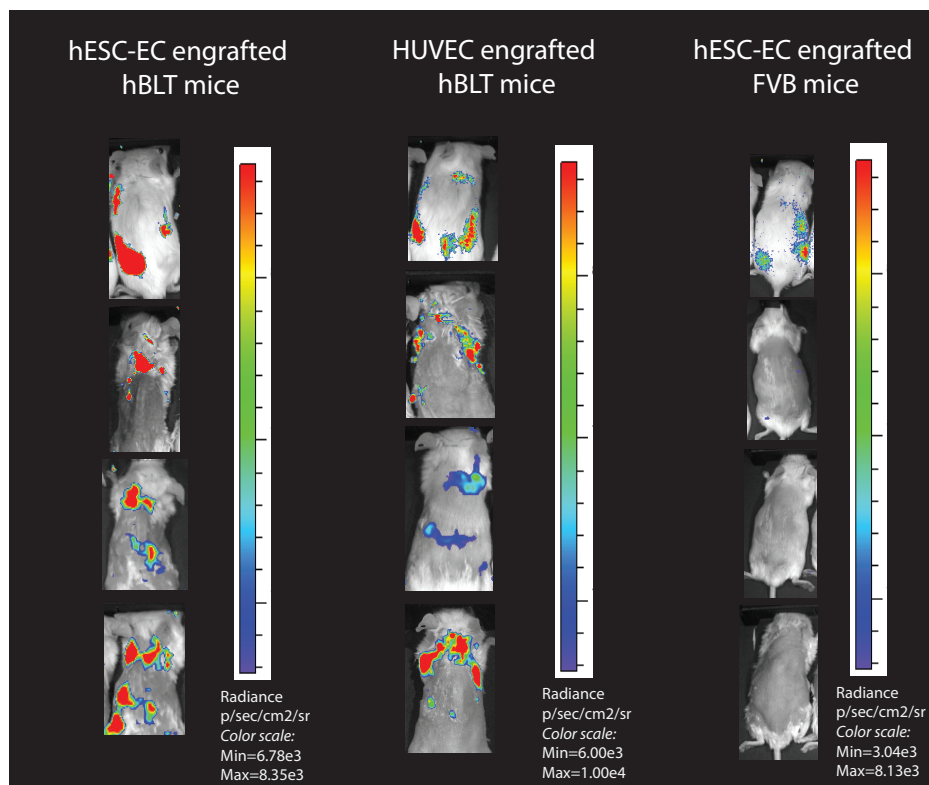 hESC-EC engrafted
hBLT mice
HUVEC engrafted
hBLT mice
hESC-EC engrafted
FVB mice
Radiance
p/sec/cm2/sr
Color scale:
Min=6.78e3
Max=8.35e3
Radiance
p/sec/cm2/sr
Color scale:
Min=6.00e3
Max=1.00e4
Radiance
p/sec/cm2/sr
Color scale:
Min=3.04e3
Max=8.13e3